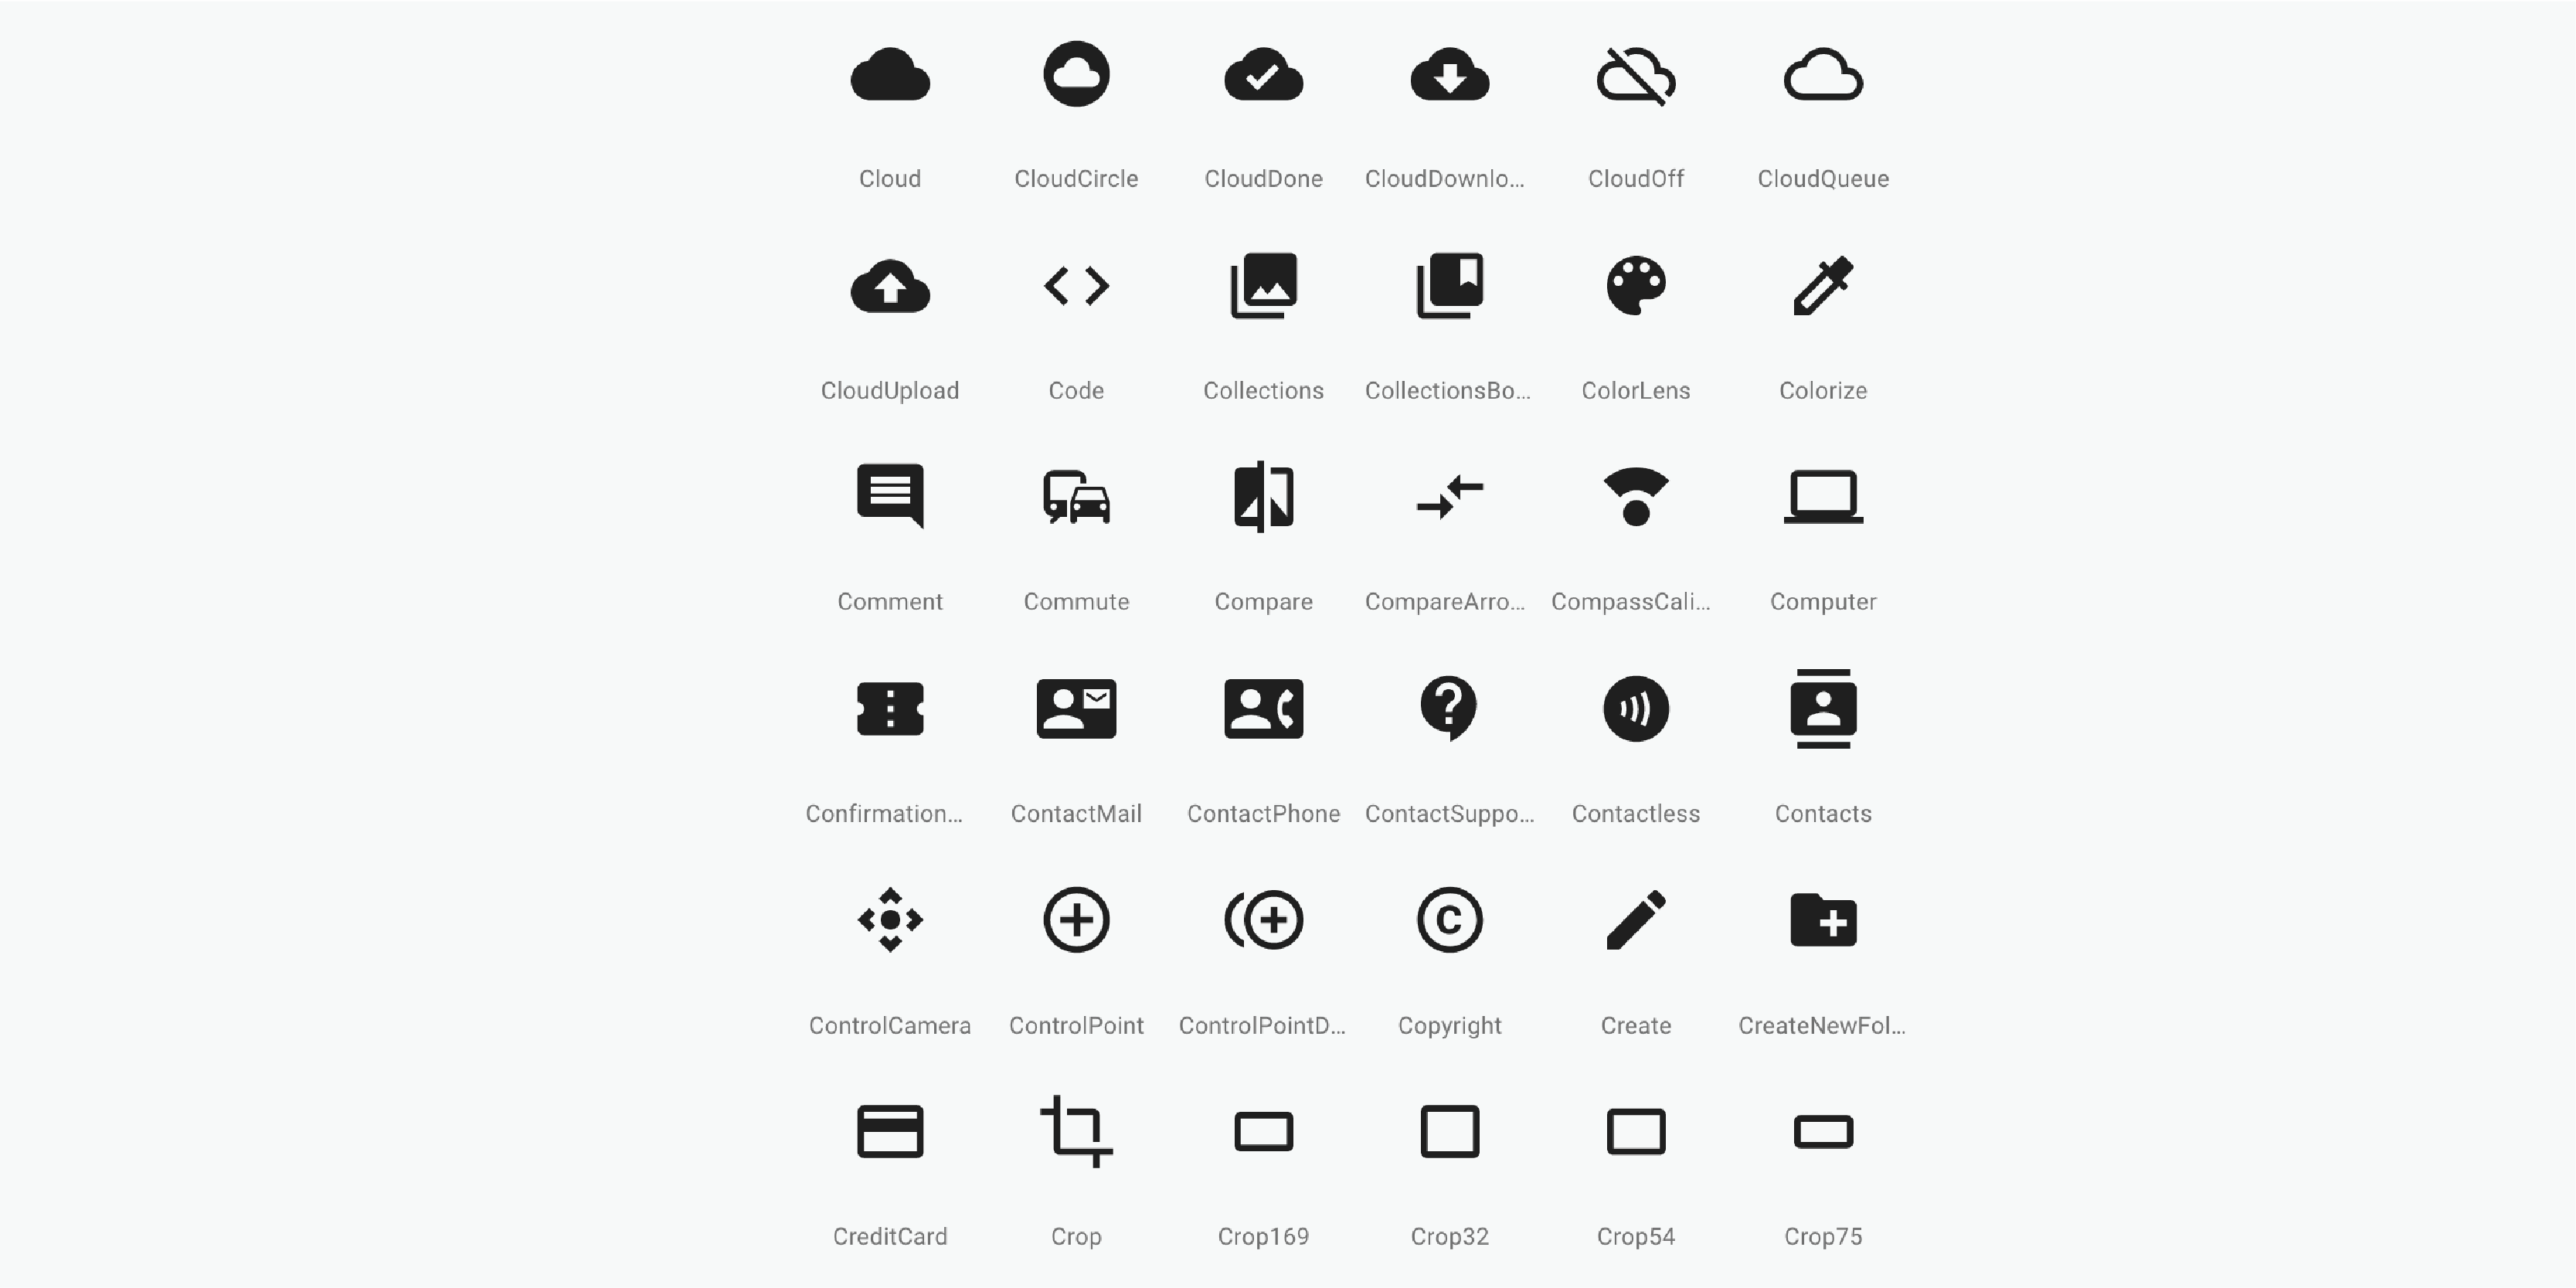 Cloud CloudCircle CloudDone CloudDownlo... CloudOff CloudQueue
CloudUpload Code Collections CollectionsBo... ColorLens Colorize
Comment Commute Compare CompareArro... CompassCali... Computer
Confirmation... ContactMail ContactPhone ContactSuppo... Contactless Contacts
ControlCamera ControlPoint ControlPointD... Copyright Create CreateNewFol...
CreditCard Crop Crop169 Crop32 Crop54 Crop75